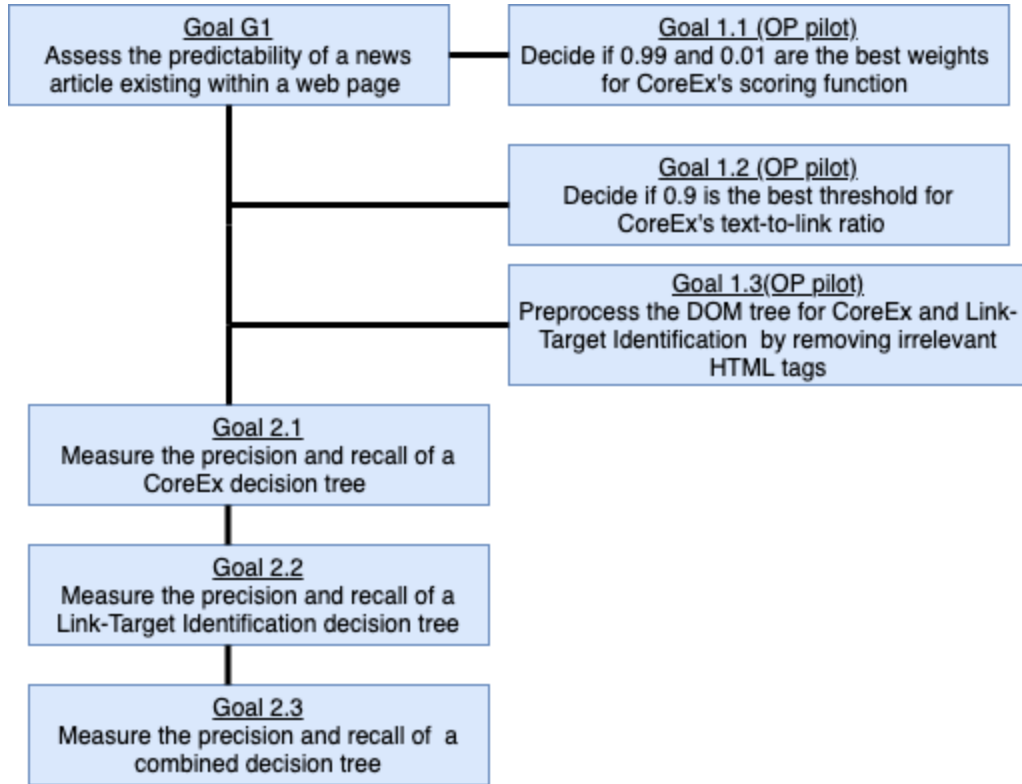 Goal G1
Assess the predictability of a news
article existing within a web page
Goal 1.1 (OP pilot)
Decide if 0.99 and 0.01 are the best weights
for CoreEx's scoring function
Goal 1.2 (OP pilot)
Decide if 0.9 is the best threshold for
CoreEx's text-to-link ratio
Goal 1.3(OP pilot)
Preprocess the DOM tree for CoreEx and Link-
Target Identification by removing irrelevant
HTML tags
Goal 2.1
Measure the precision and recall of a
CoreEx decision tree
Goal 2.2
Measure the precision and recall of a
Link-Target Identification decision tree
Goal 2.3
Measure the precision and recall of a
combined decision tree